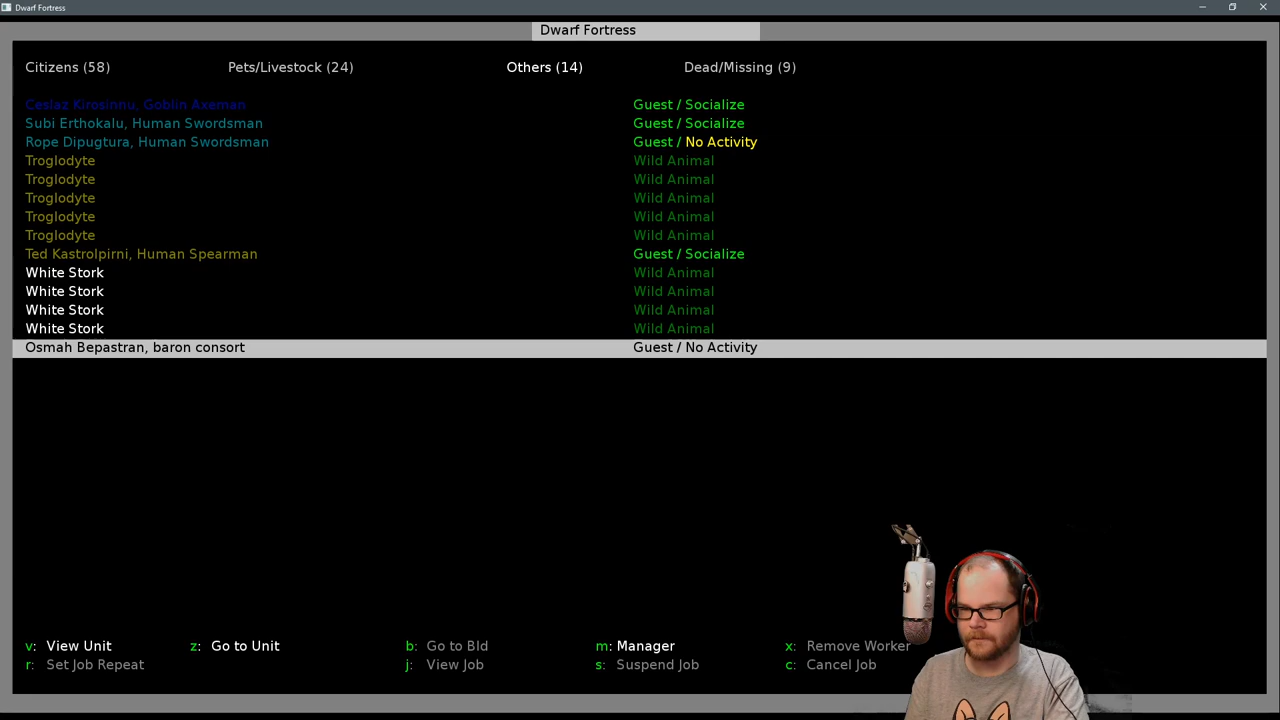 Dwarf Fortress
Dwarf Fortress
Citizens (58) Pets/Livestock (24) Others (14) Dead/Missing (9)
Ceslaz Kirosinnu, Goblin Axeman Guest / Socialize
Subi Erthokalu, Human Swordsman Guest / Socialize
Rope Dipugtura, Human Swordsman Guest / No Activity
Troglodyte Wild Animal
Troglodyte Wild Animal
Troglodyte Wild Animal
Troglodyte Wild Animal
Troglodyte Wild Animal
Ted Kastrolpirni, Human Spearman Guest / Socialize
White Stork Wild Animal
White Stork Wild Animal
White Stork Wild Animal
White Stork Wild Animal
Osmah Bepastran, baron consort Guest / No Activity
v: View Unit z: Go to Unit b: Go to Bld m: Manager x: Remove Worker
r: Set Job Repeat j: View Job s: Suspend Job c: Cancel Job